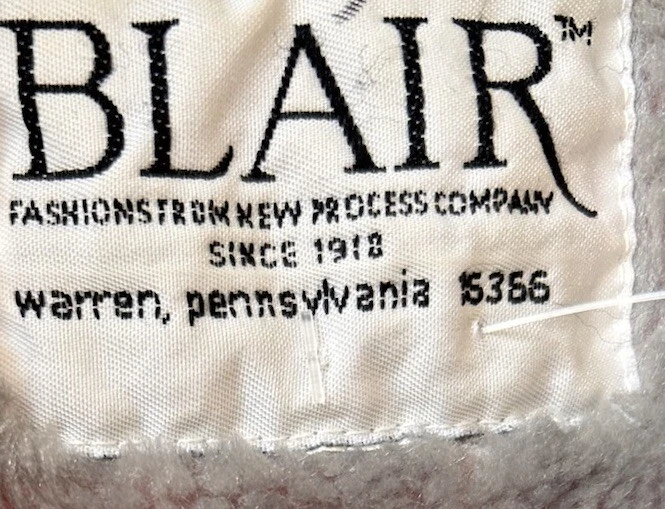 BLAIR™
FASHIONS FROM NEW PROCESS COMPANY
SINCE 1918
warren, pennsylvania 16366